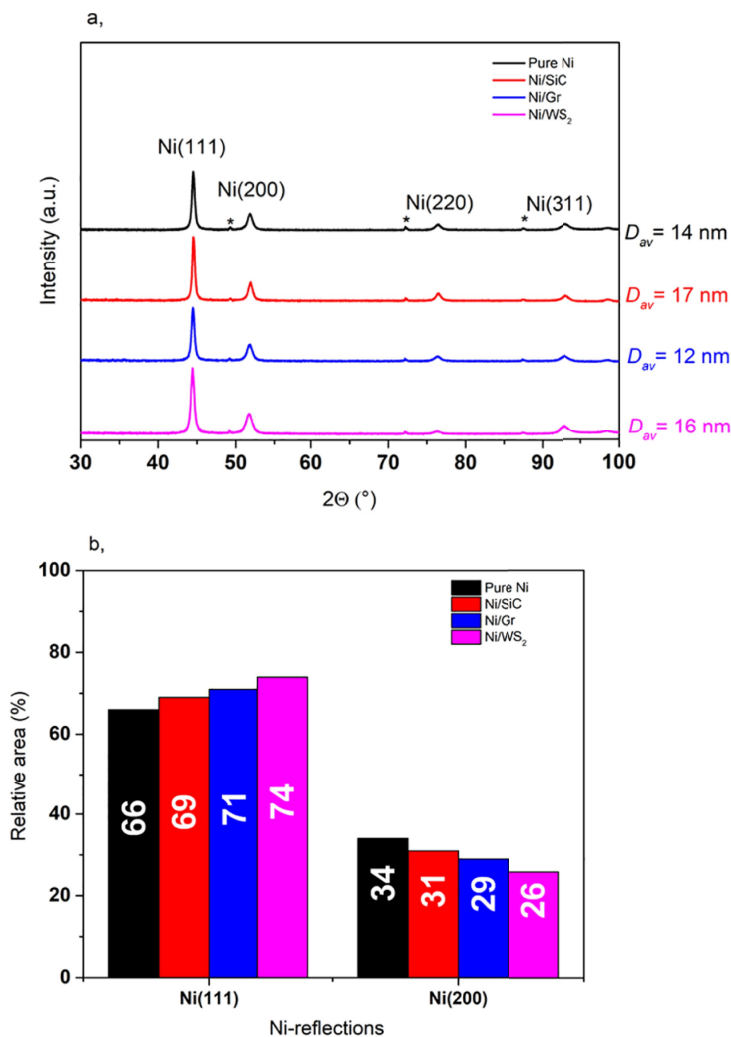 a,
Pure Ni
Ni/SiC
Ni/Gr
Ni/WS₂
Ni(111)
Ni(200)
*
*
Ni(220)
*
Ni(311)
Dav= 14 nm
Dav= 17 nm
Dav= 12 nm
Dav= 16 nm
Intensity (a.u.)
30 40 50 60 70 80 90 100
2Θ (°)
b,
Pure Ni
Ni/SiC
Ni/Gr
Ni/WS₂
100
80
60
40
20
0
Relative area (%)
66 69 71 74
34 31 29 26
Ni(111) Ni(200)
Ni-reflections